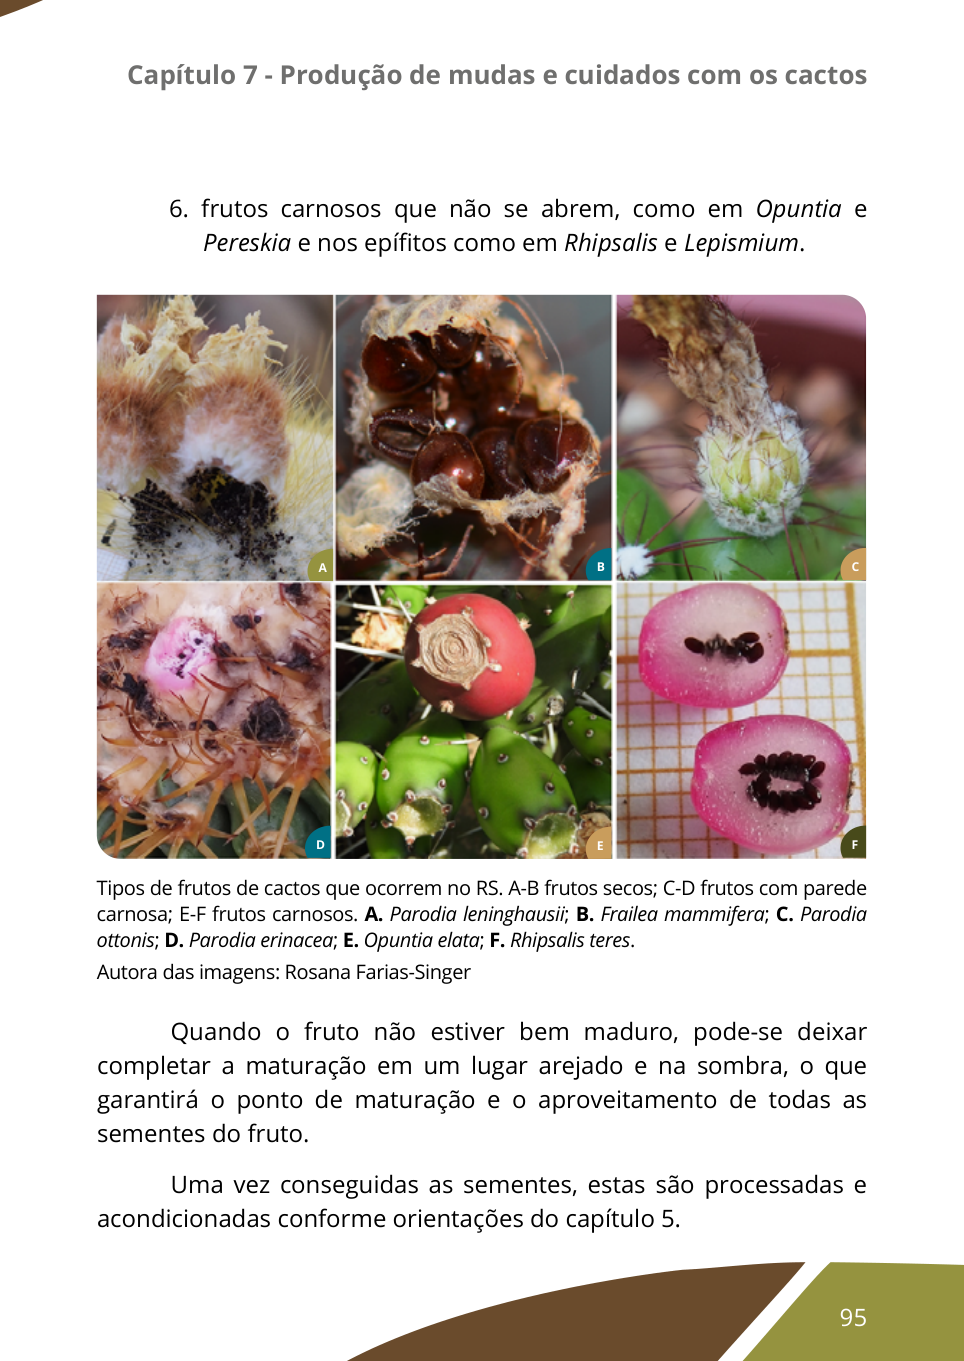 Capítulo 7 - Produção de mudas e cuidados com os cactos
6. frutos carnosos que não se abrem, como em Opuntia e
Pereskia e nos epífitos como em Rhipsalis e Lepismium.
A
B
C
D
E
F
Tipos de frutos de cactos que ocorrem no RS. A-B frutos secos; C-D frutos com parede
carnosa; E-F frutos carnosos. A. Parodia leninghausii; B. Frailea mammifera; C. Parodia
ottonis; D. Parodia erinacea; E. Opuntia elata; F. Rhipsalis teres.
Autora das imagens: Rosana Farias-Singer
Quando o fruto não estiver bem maduro, pode-se deixar
completar a maturação em um lugar arejado e na sombra, o que
garantirá o ponto de maturação e o aproveitamento de todas as
sementes do fruto.
Uma vez conseguidas as sementes, estas são processadas e
acondicionadas conforme orientações do capítulo 5.
95